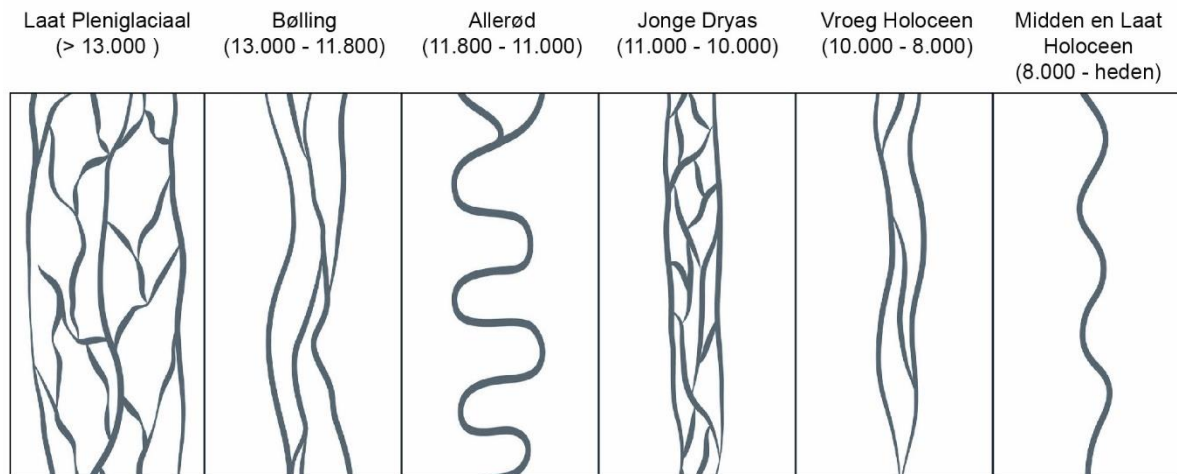 Laat Pleniglaciaal
(> 13.000 )
Bølling
(13.000 - 11.800)
Allerød
(11.800 - 11.000)
Jonge Dryas
(11.000 - 10.000)
Vroeg Holoceen
(10.000 - 8.000)
Midden en Laat
Holoceen
(8.000 - heden)